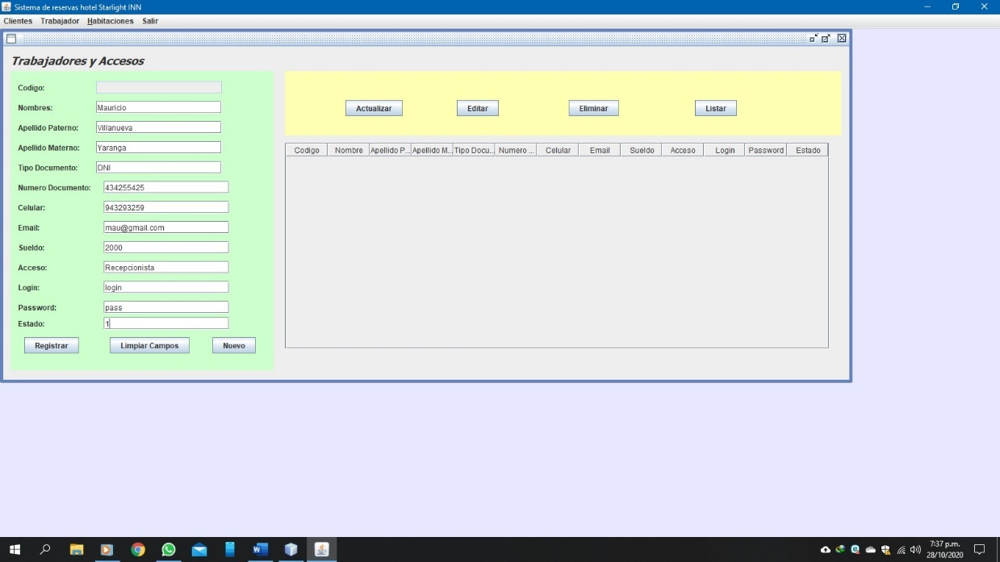 Sistema de reservas hotel Starlight INN
Clientes Trabajador Habitaciones Salir
Trabajadores y Accesos
Codigo:
Nombres: Mauricio
Apellido Paterno: Villanueva
Apellido Materno: Yaranga
Tipo Documento: DNI
Numero Documento: 434255425
Celular: 943293259
Email: mau@gmail.com
Sueldo: 2000
Acceso: Recepcionista
Login: login
Password: pass
Estado: 1
Registrar Limpiar Campos Nuevo
Actualizar Editar Eliminar Listar
Codigo Nombre Apellido P... Apellido M... Tipo Docu... Numero ... Celular Email Sueldo Acceso Login Password Estado
7:37 p.m.
28/10/2020